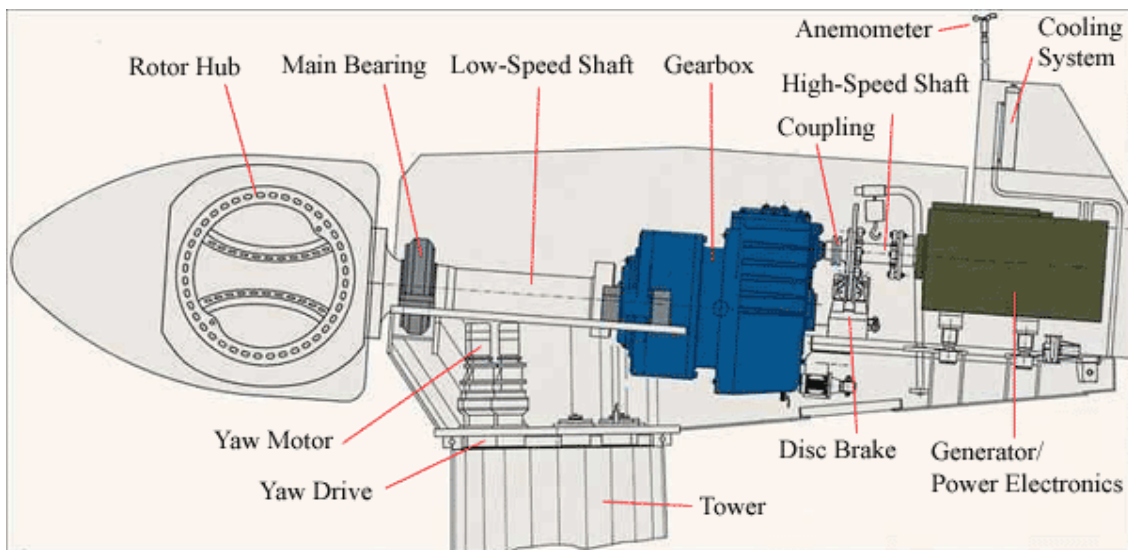 Anemometer
Cooling
System
Rotor Hub
Main Bearing
Low-Speed Shaft
Gearbox
High-Speed Shaft
Coupling
Yaw Motor
Yaw Drive
Tower
Disc Brake
Generator/
Power Electronics